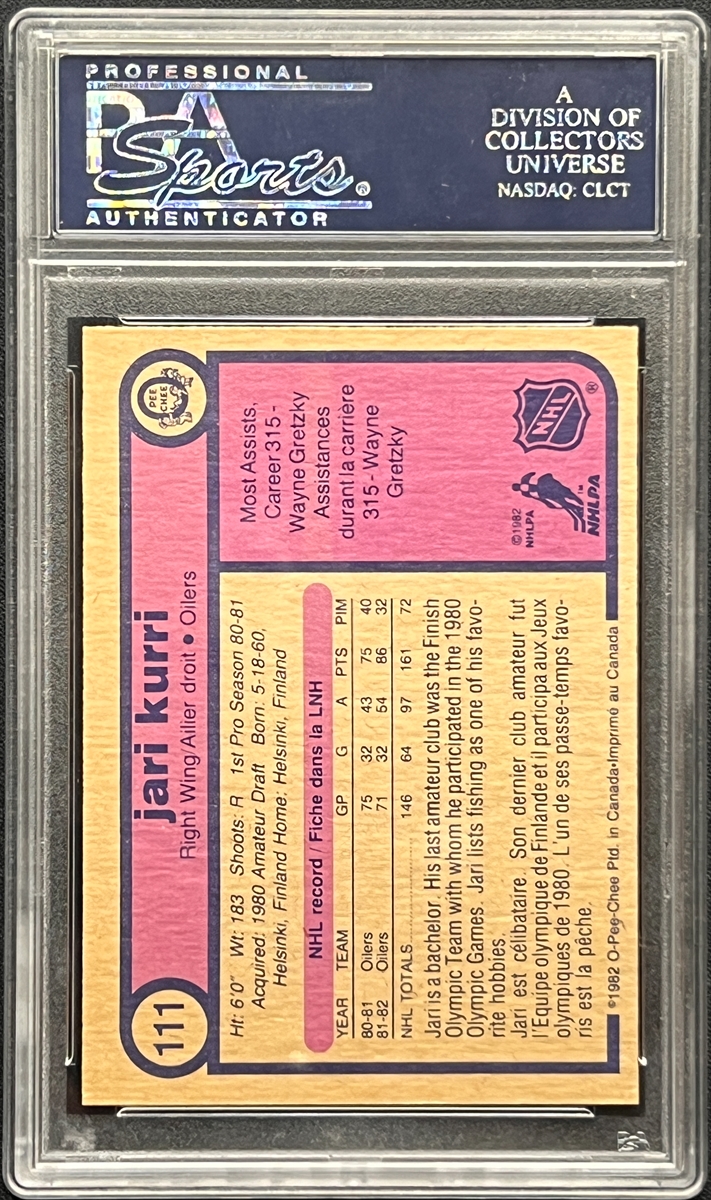 PROFESSIONAL
PSA
Sports®
AUTHENTICATOR
A
DIVISION OF
COLLECTORS
UNIVERSE
NASDAQ: CLCT
111
jari kurri
Right Wing/Ailier droit • Oilers
O PEE CHEE
Ht: 6'0" Wt: 183 Shoots: R 1st Pro Season 80-81
Acquired: 1980 Amateur Draft Born: 5-18-60,
Helsinki, Finland Home: Helsinki, Finland
NHL record / Fiche dans la LNH
YEAR TEAM GP G A PTS PIM
80-81 Oilers 75 32 43 75 40
81-82 Oilers 71 32 54 86 32
NHL TOTALS 146 64 97 161 72
Jari is a bachelor. His last amateur club was the Finish
Olympic Team with whom he participated in the 1980
Olympic Games. Jari lists fishing as one of his favo-
rite hobbies.
Jari est célibataire. Son dernier club amateur fut
l'Equipe olympique de Finlande et il participa aux Jeux
olympiques de 1980. L'un de ses passe-temps favo-
ris est la pêche.
Most Assists,
Career 315 -
Wayne Gretzky
Assistances
durant la carrière
315 - Wayne
Gretzky
©1982
NHLPA
NHLPA™
NHL®
©1982 O-Pee-Chee Ptd. in Canada•Imprimé au Canada
PSA